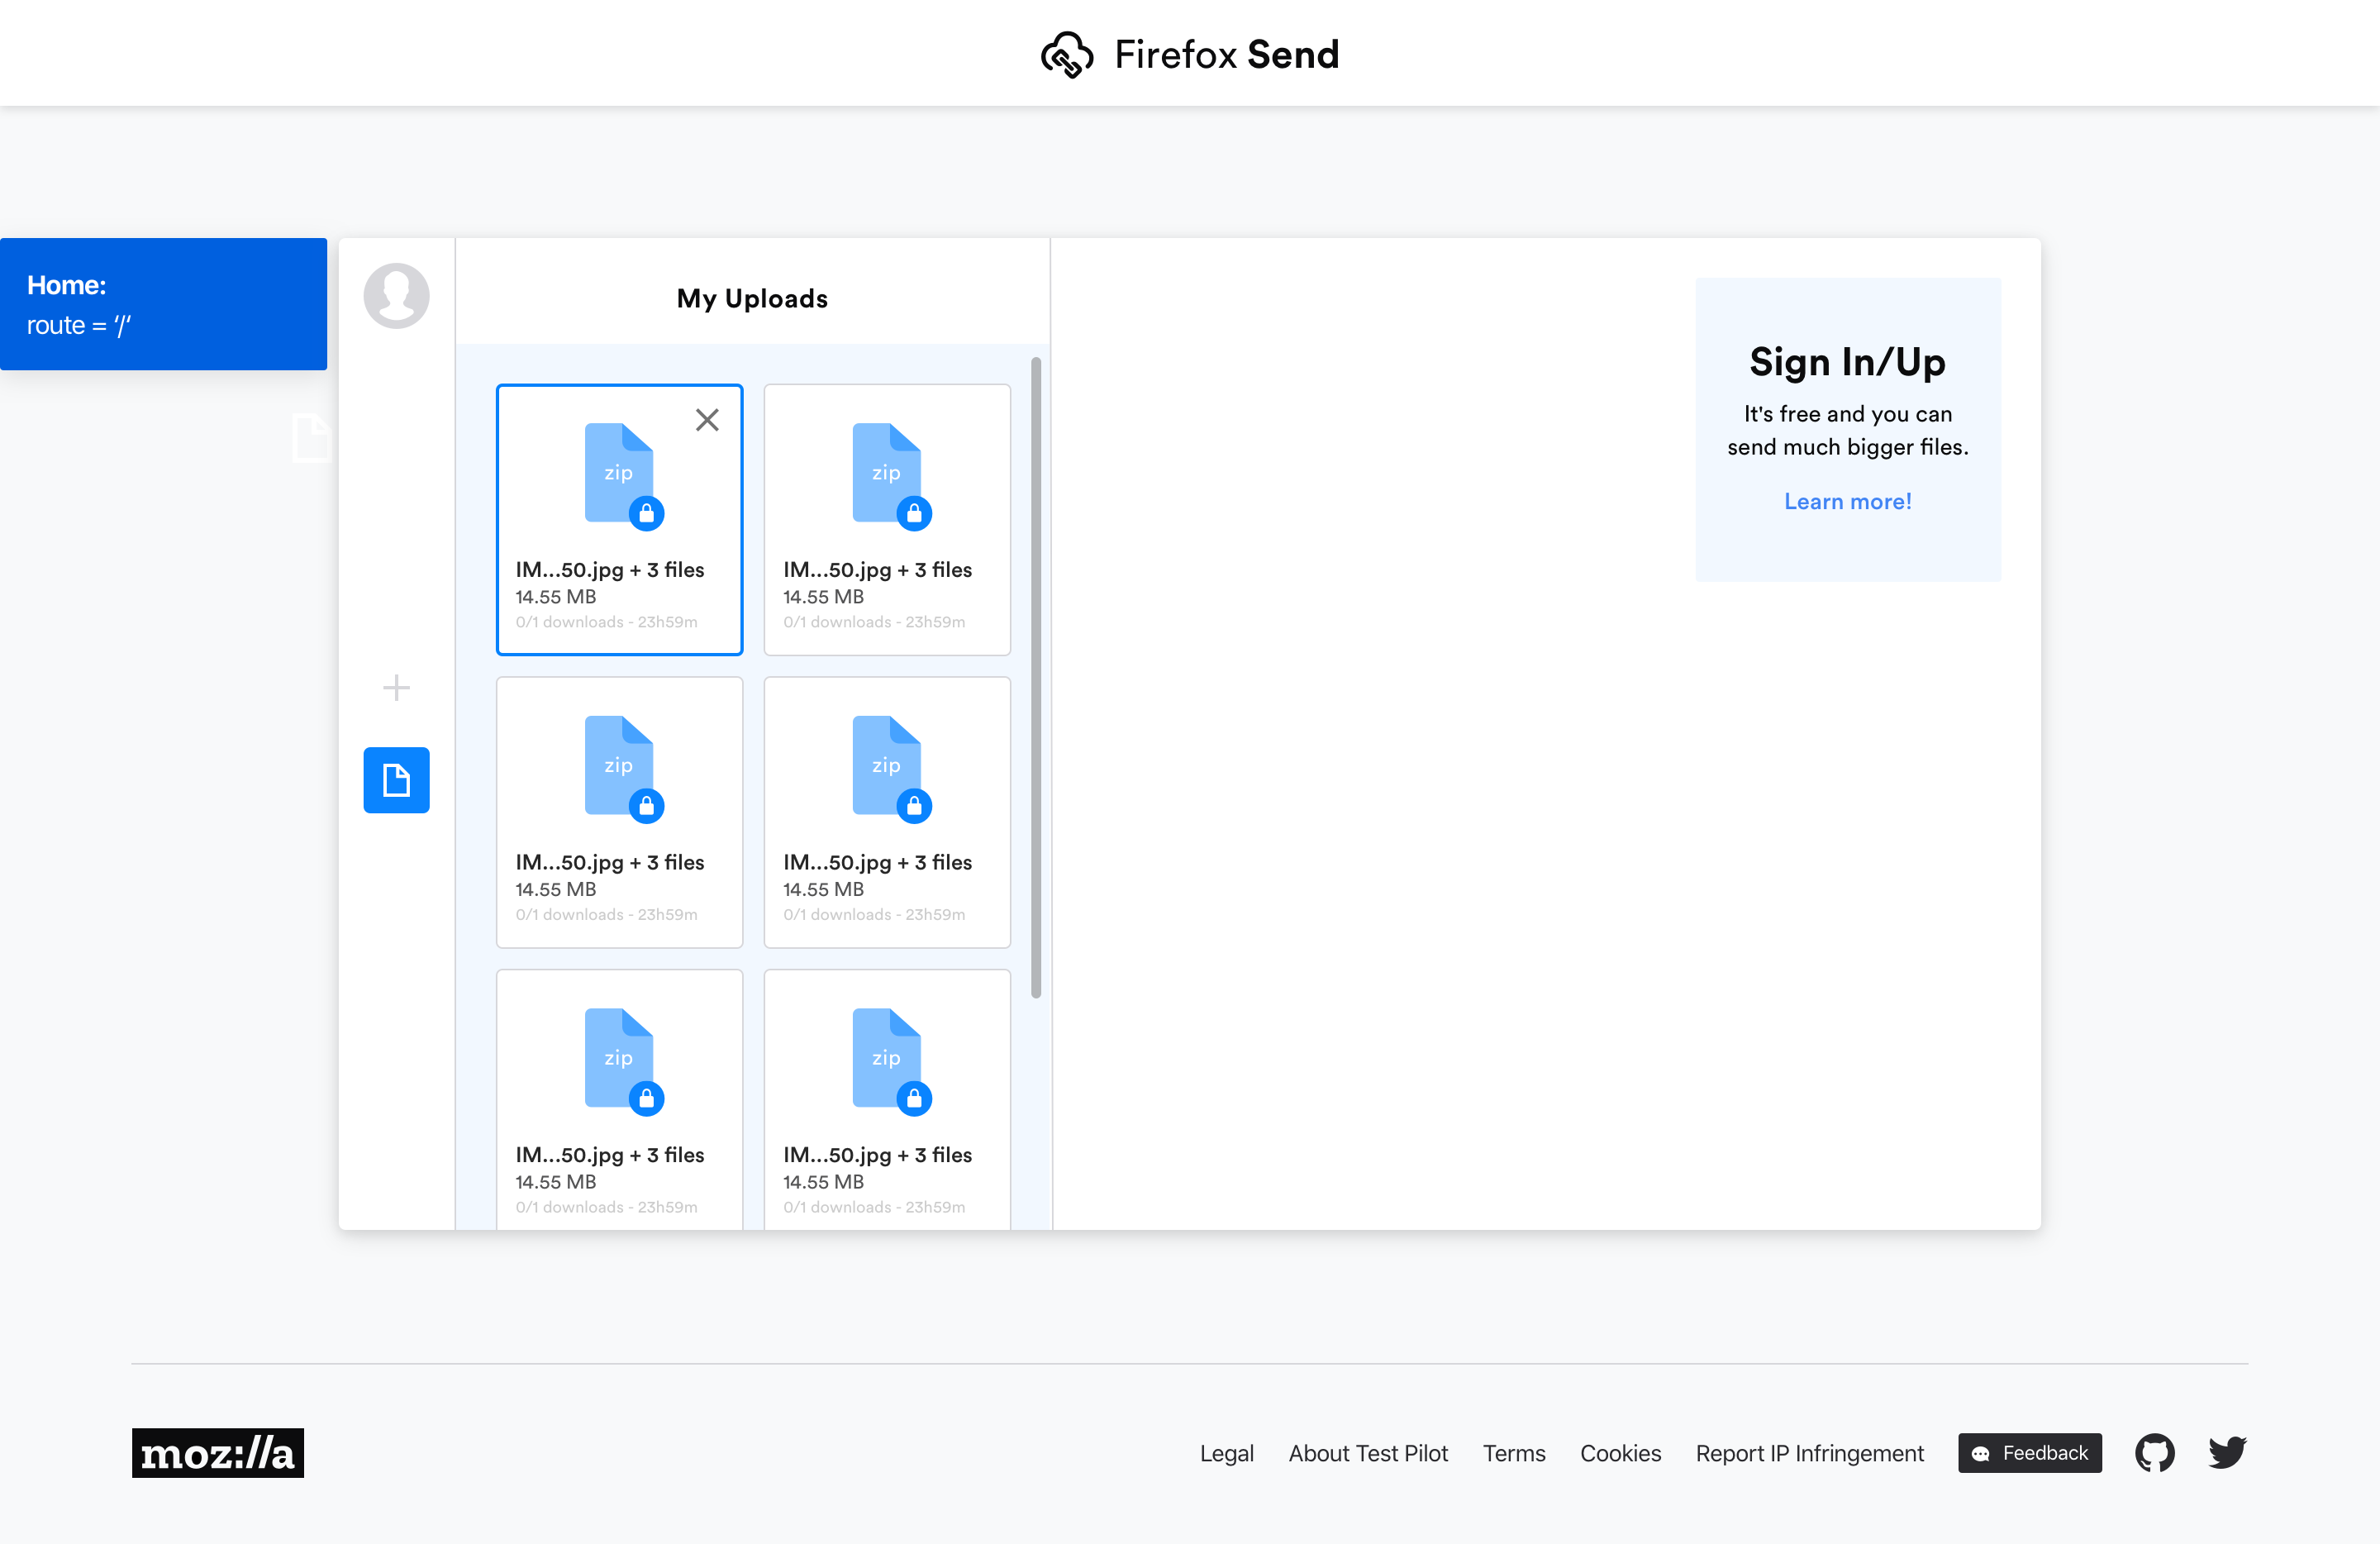 Firefox Send
Home:
route = ‘/‘
My Uploads
Sign In/Up
It's free and you can
send much bigger files.
Learn more!
zip
IM...50.jpg + 3 files
14.55 MB
0/1 downloads - 23h59m
zip
IM...50.jpg + 3 files
14.55 MB
0/1 downloads - 23h59m
zip
IM...50.jpg + 3 files
14.55 MB
0/1 downloads - 23h59m
zip
IM...50.jpg + 3 files
14.55 MB
0/1 downloads - 23h59m
zip
IM...50.jpg + 3 files
14.55 MB
0/1 downloads - 23h59m
zip
IM...50.jpg + 3 files
14.55 MB
0/1 downloads - 23h59m
moz://a
Legal
About Test Pilot
Terms
Cookies
Report IP Infringement
Feedback